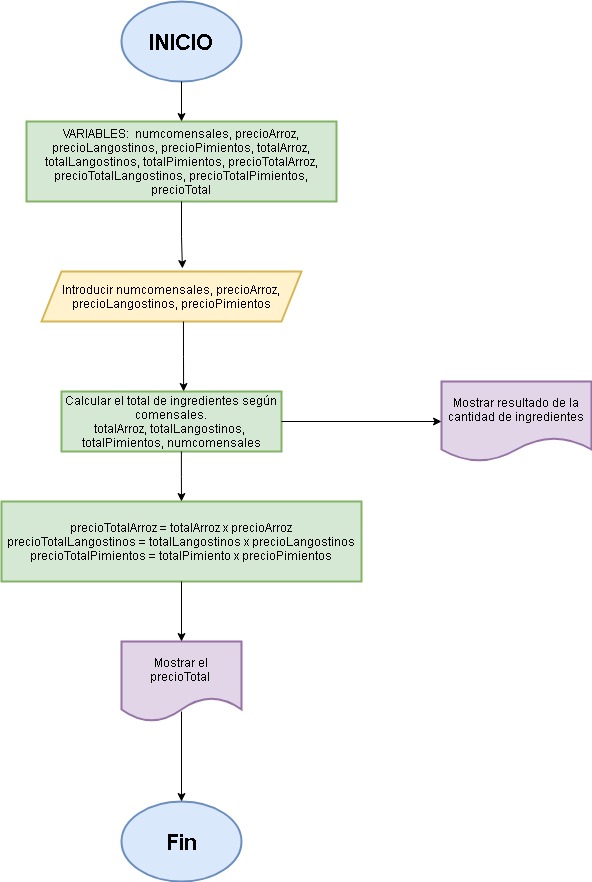 INICIO
VARIABLES:  numcomensales, precioArroz,
precioLangostinos, precioPimientos, totalArroz,
totalLangostinos, totalPimientos, precioTotalArroz,
precioTotalLangostinos, precioTotalPimientos,
precioTotal
Introducir numcomensales, precioArroz,
precioLangostinos, precioPimientos
Calcular el total de ingredientes según
comensales.
totalArroz, totalLangostinos,
totalPimientos, numcomensales
Mostrar resultado de la
cantidad de ingredientes
precioTotalArroz = totalArroz x precioArroz
precioTotalLangostinos = totalLangostinos x precioLangostinos
precioTotalPimientos = totalPimiento x precioPimientos
Mostrar el
precioTotal
Fin